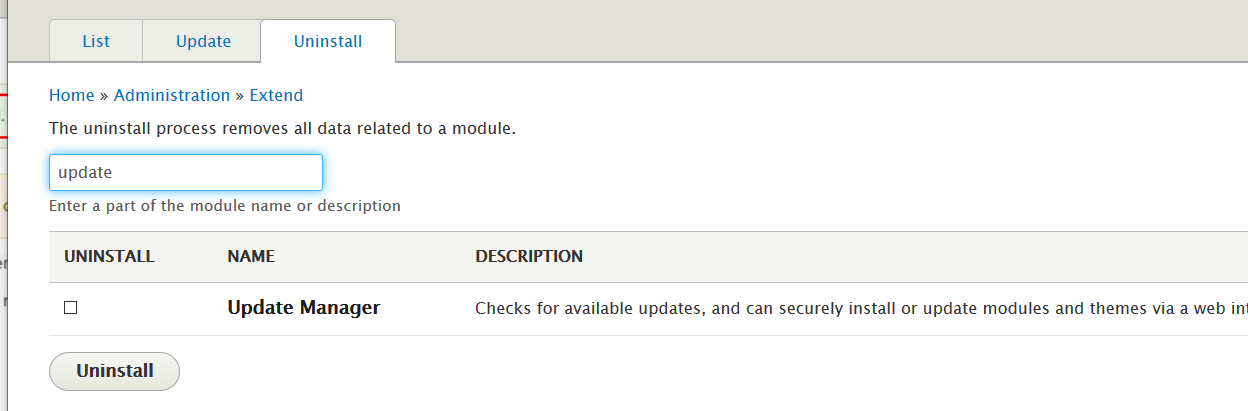 List Update Uninstall
Home » Administration » Extend
The uninstall process removes all data related to a module.
update
Enter a part of the module name or description
UNINSTALL NAME DESCRIPTION
Update Manager Checks for available updates, and can securely install or update modules and themes via a web
Uninstall